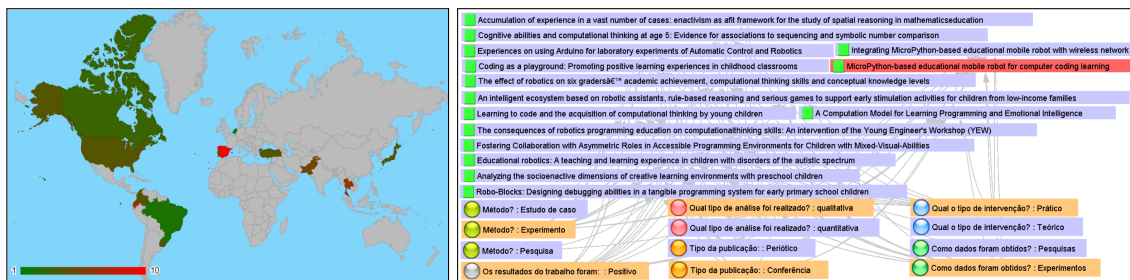 1
10
Accumulation of experience in a vast number of cases: enactivism as afit framework for the study of spatial reasoning in mathematicseducation
Cognitive abilities and computational thinking at age 5: Evidence for associations to sequencing and symbolic number comparison
Experiences on using Arduino for laboratory experiments of Automatic Control and Robotics
Integrating MicroPython-based educational mobile robot with wireless network
Coding as a playground: Promoting positive learning experiences in childhood classrooms
MicroPython-based educational mobile robot for computer coding learning
The effect of robotics on six gradersâ€™ academic achievement, computational thinking skills and conceptual knowledge levels
An intelligent ecosystem based on robotic assistants, rule-based reasoning and serious games to support early stimulation activities for children from low-income families
Learning to code and the acquisition of computational thinking by young children
A Computation Model for Learning Programming and Emotional Intelligence
The consequences of robotics programming education on computationalthinking skills: An intervention of the Young Engineer's Workshop (YEW)
Fostering Collaboration with Asymmetric Roles in Accessible Programming Environments for Children with Mixed-Visual-Abilities
Educational robotics: A teaching and learning experience in children with disorders of the autistic spectrum
Analyzing the socioenactive dimensions of creative learning environments with preschool children
Robo-Blocks: Designing debugging abilities in a tangible programming system for early primary school children
Método? : Estudo de caso
Qual tipo de análise foi realizado? : qualitativa
Qual o tipo de intervenção? : Prático
Método? : Experimento
Qual tipo de análise foi realizado? : quantitativa
Qual o tipo de intervenção? : Teórico
Método? : Pesquisa
Tipo da publicação: : Periótico
Como dados foram obtidos? : Pesquisas
Os resultados do trabalho foram: : Positivo
Tipo da publicação: : Conferência
Como dados foram obtidos? : Experimentos